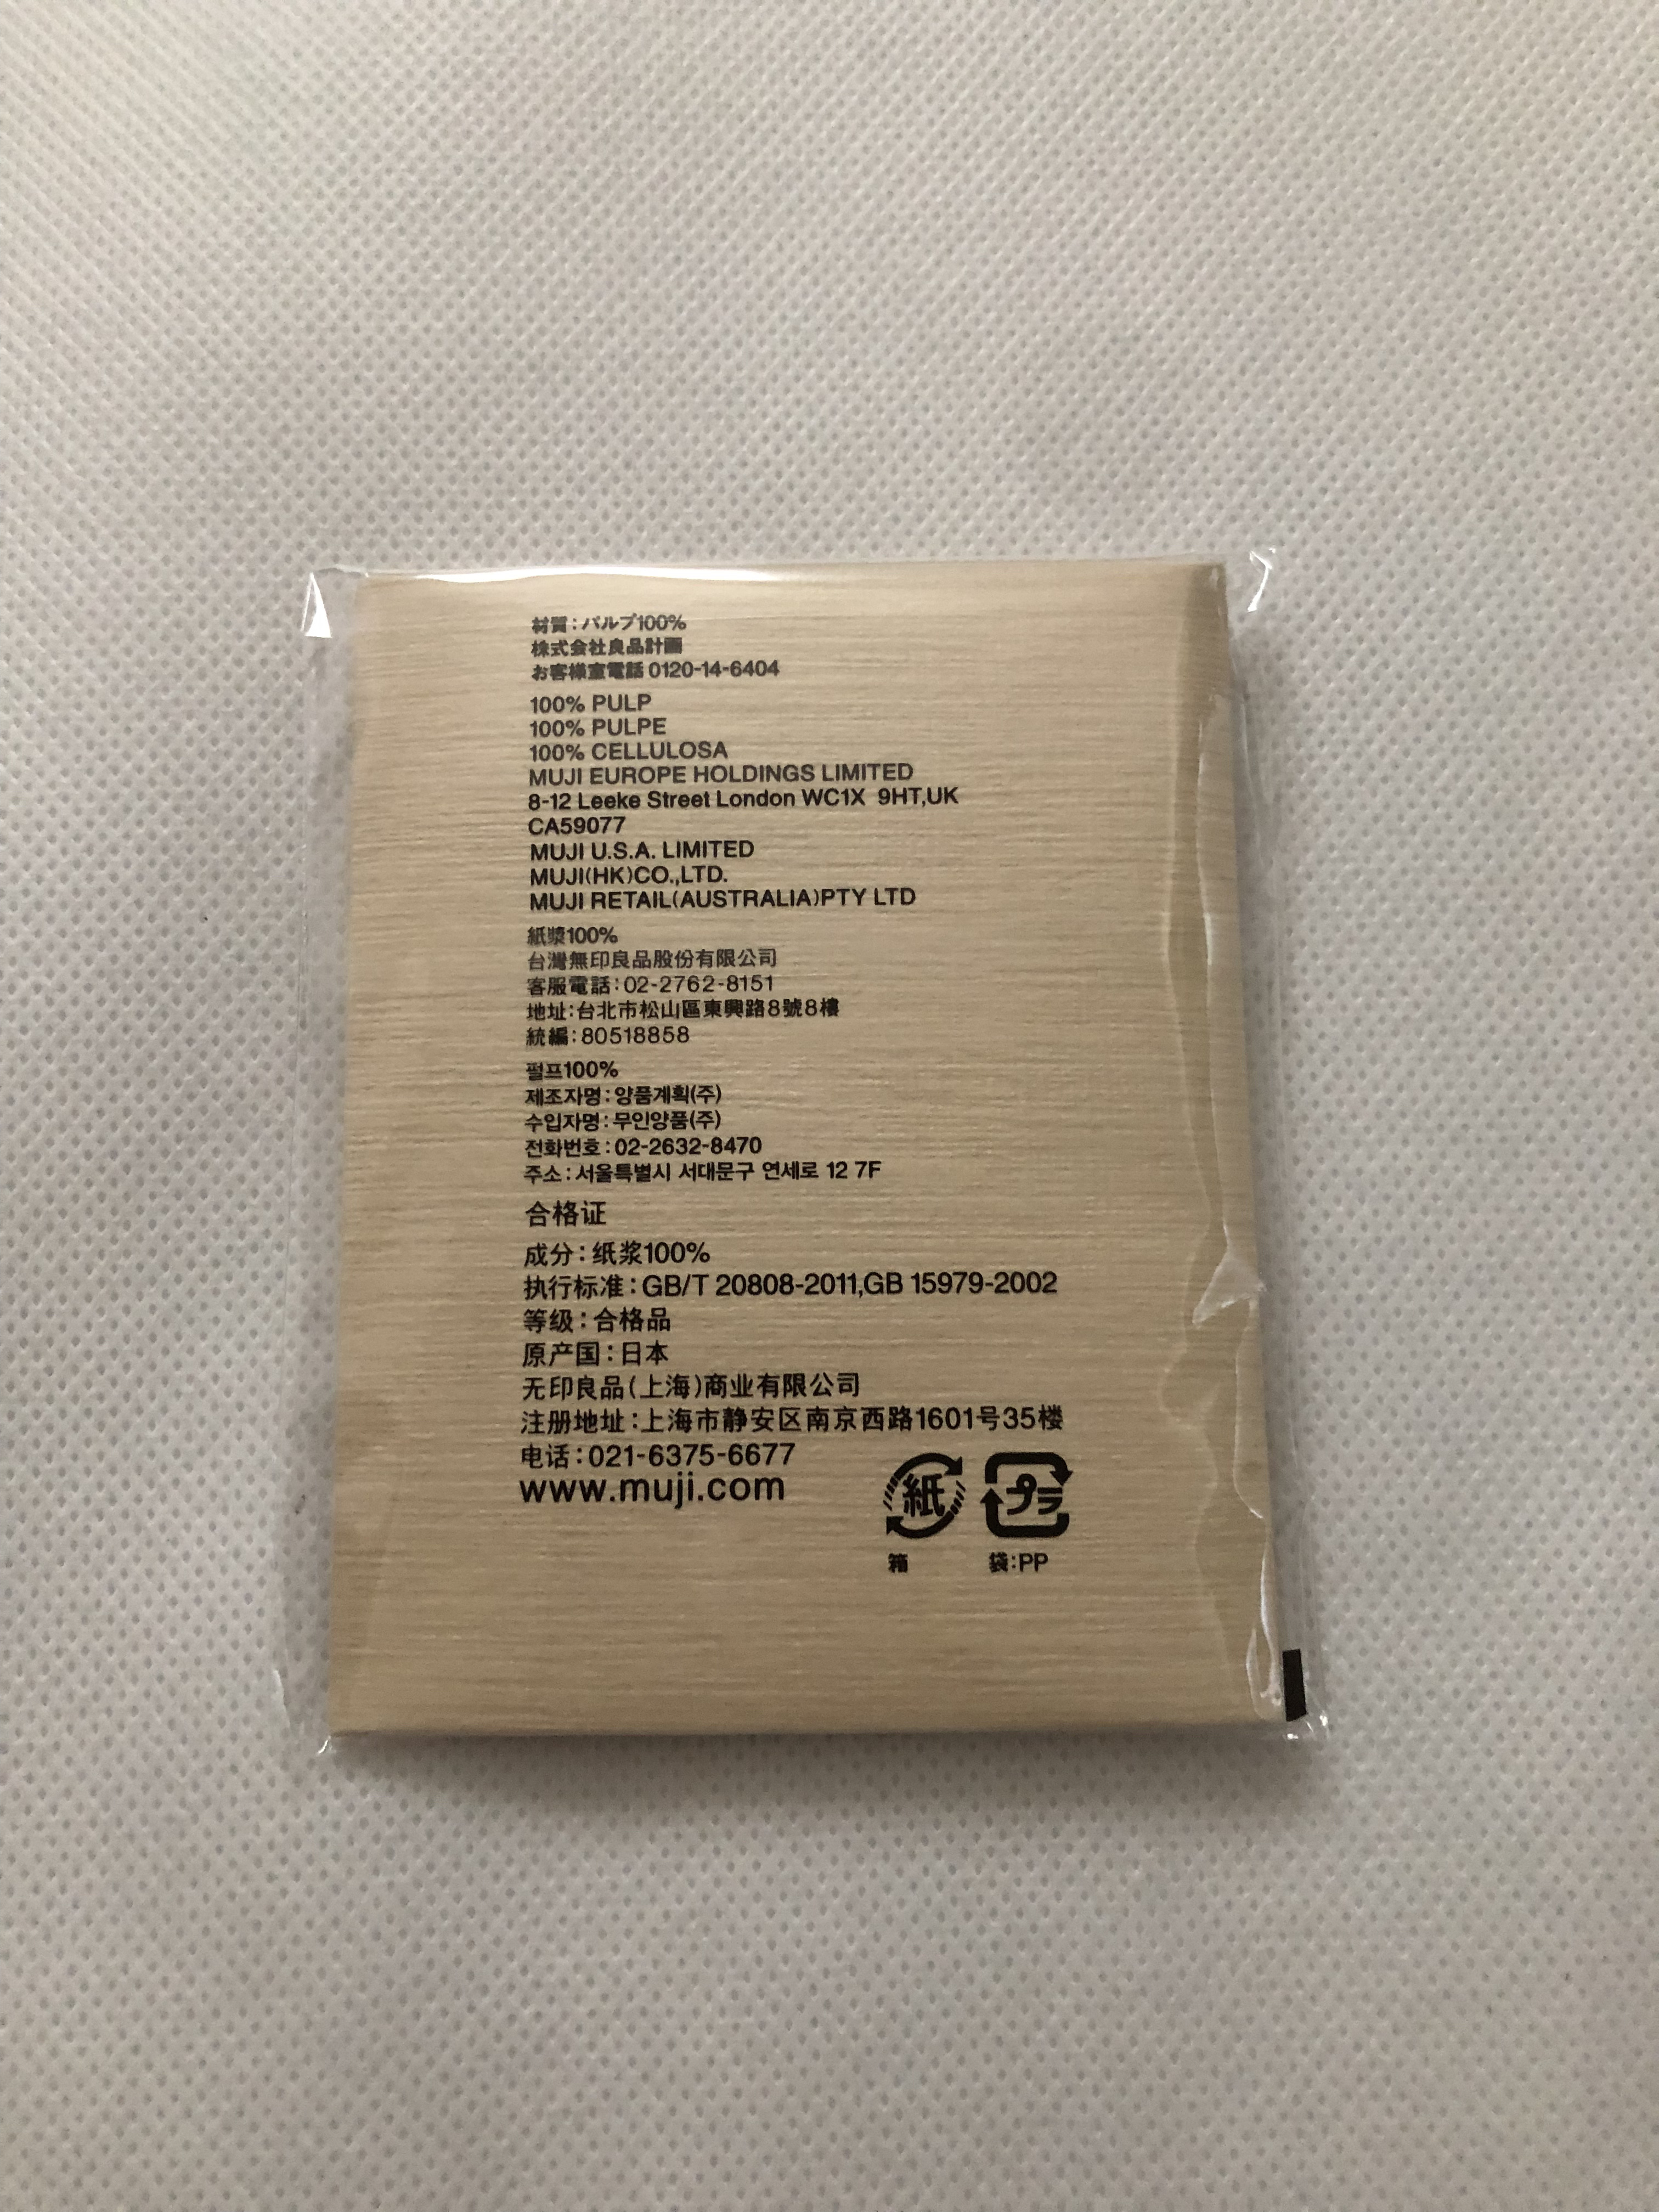 材質:パルプ100%
株式会社良品計画
お客様室電話 0120-14-6404
100% PULP
100% PULPE
100% CELLULOSA
MUJI EUROPE HOLDINGS LIMITED
8-12 Leeke Street London WC1X 9HT,UK
CA59077
MUJI U.S.A. LIMITED
MUJI(HK)CO.,LTD.
MUJI RETAIL(AUSTRALIA)PTY LTD
紙漿100%
台灣無印良品股份有限公司
客服電話:02-2762-8151
地址:台北市松山區東興路8號8樓
統編:80518858
펄프100%
제조자명:양품계획(주)
수입자명:무인양품(주)
전화번호:02-2632-8470
주소:서울특별시 서대문구 연세로 12 7F
合格证
成分:纸浆100%
执行标准:GB/T 20808-2011,GB 15979-2002
等级:合格品
原产国:日本
无印良品(上海)商业有限公司
注册地址:上海市静安区南京西路1601号35楼
电话:021-6375-6677
www.muji.com
紙 プラ
箱 袋:PP